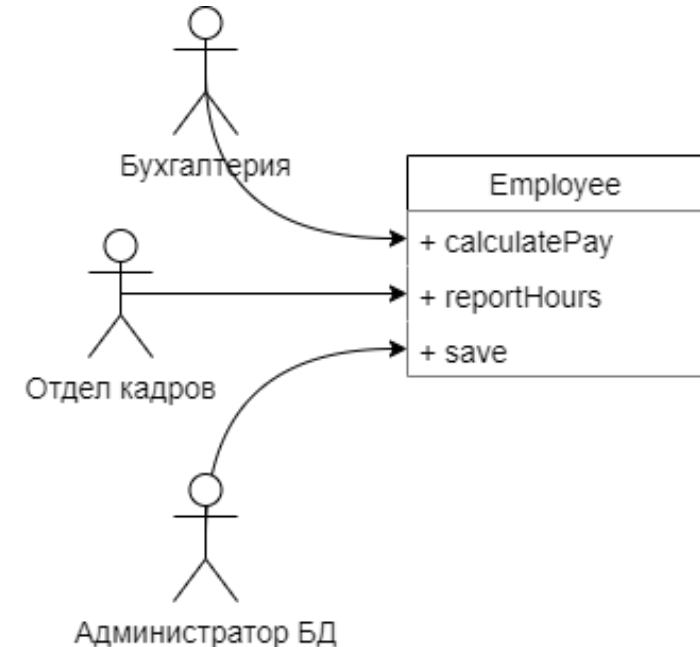 Бухгалтерия
Employee
+ calculatePay
+ reportHours
+ save
Отдел кадров
Администратор БД